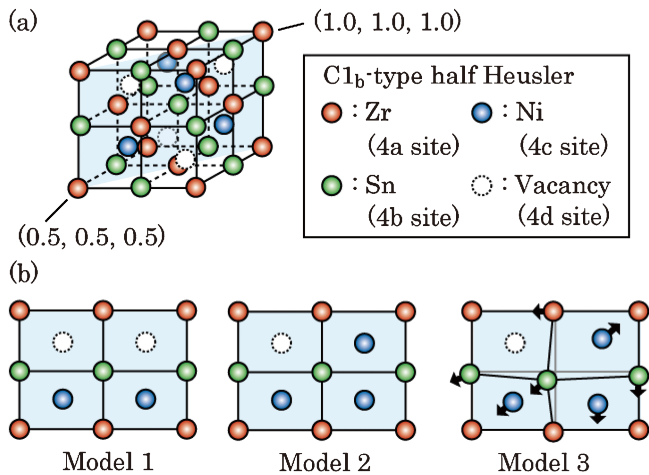 (a)
(1.0, 1.0, 1.0)
(0.5, 0.5, 0.5)
C1b-type half Heusler
: Zr
(4a site)
: Ni
(4c site)
: Sn
(4b site)
: Vacancy
(4d site)
(b)
Model 1
Model 2
Model 3